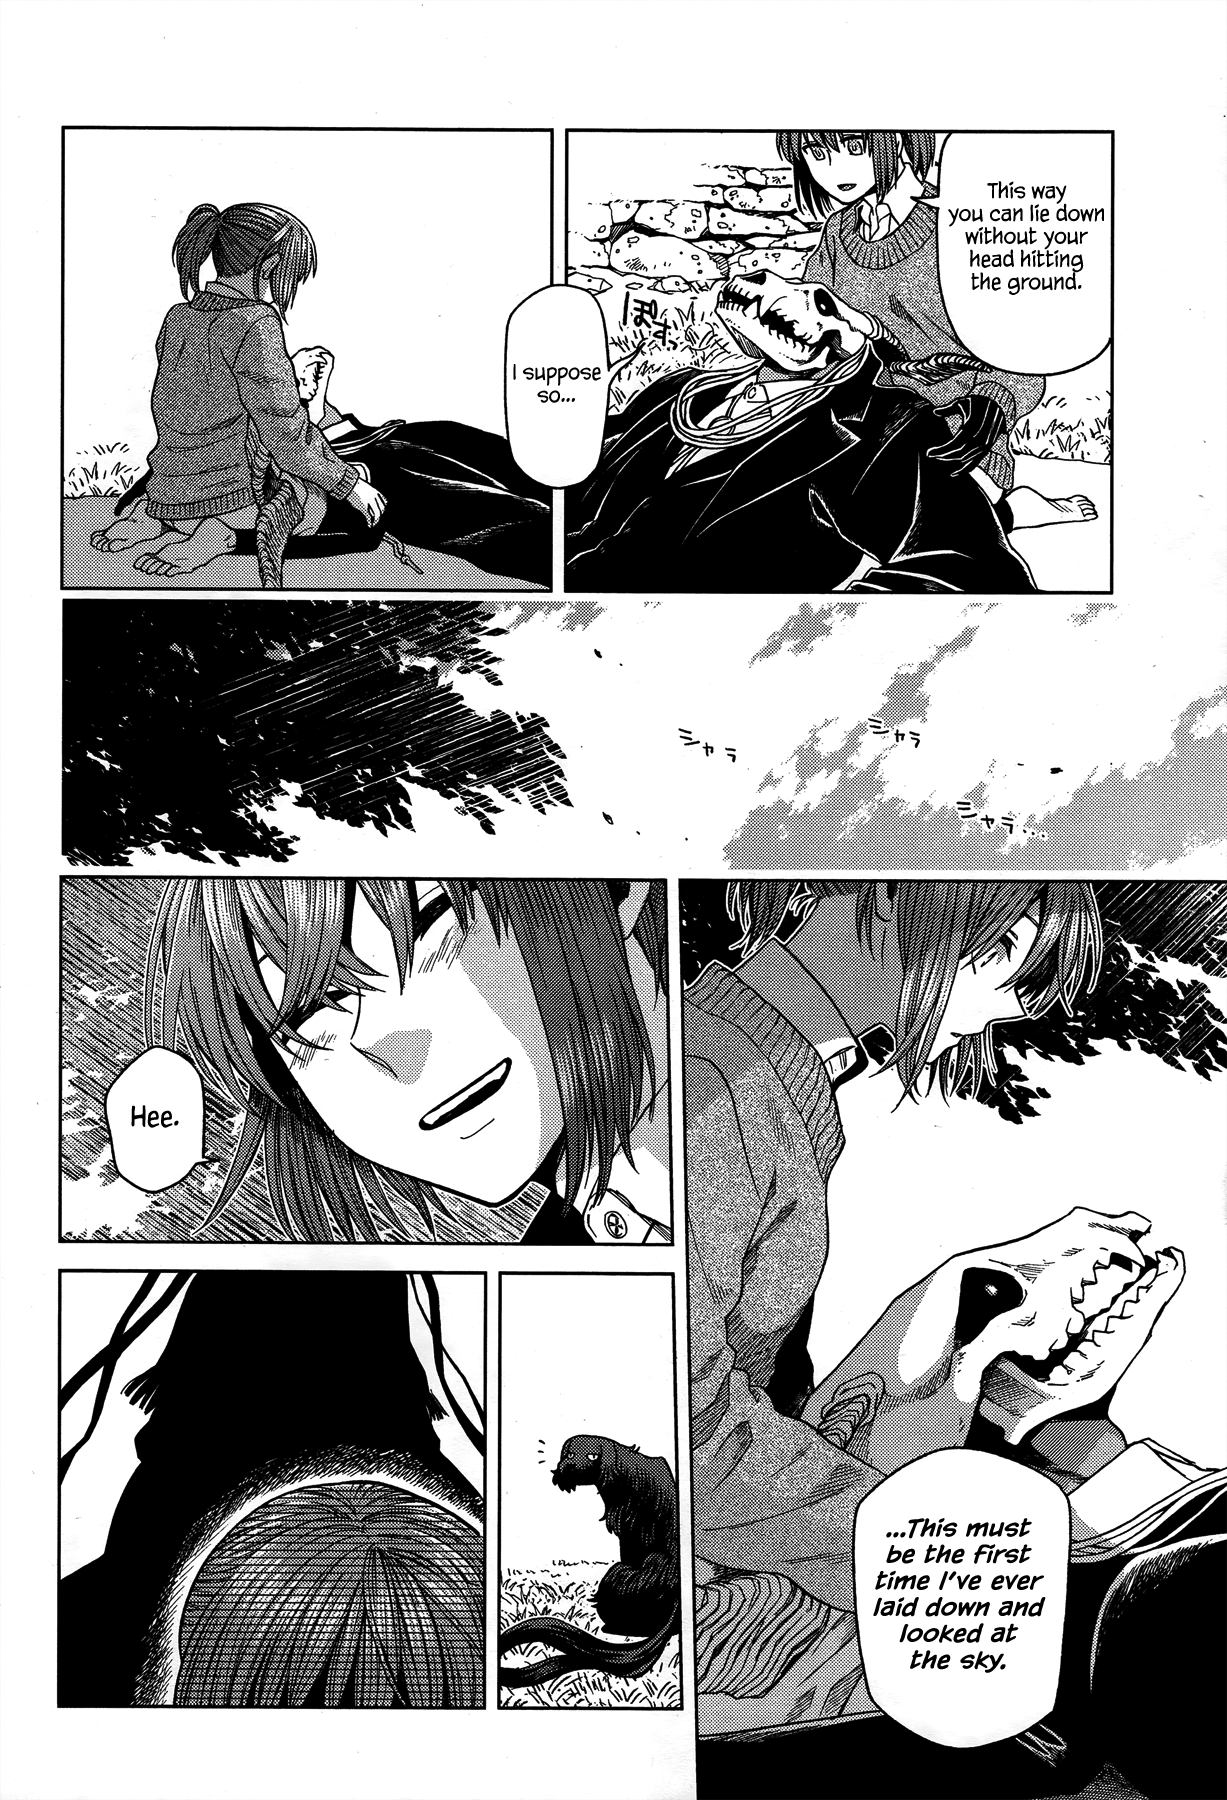 This way
you can lie down
without your
head hitting
the ground.
ぽすっ
I suppose
so...
シャラ
シャラ
シャラ...
...This must
be the first
time I've ever
laid down and
looked at
the sky.
Hee.